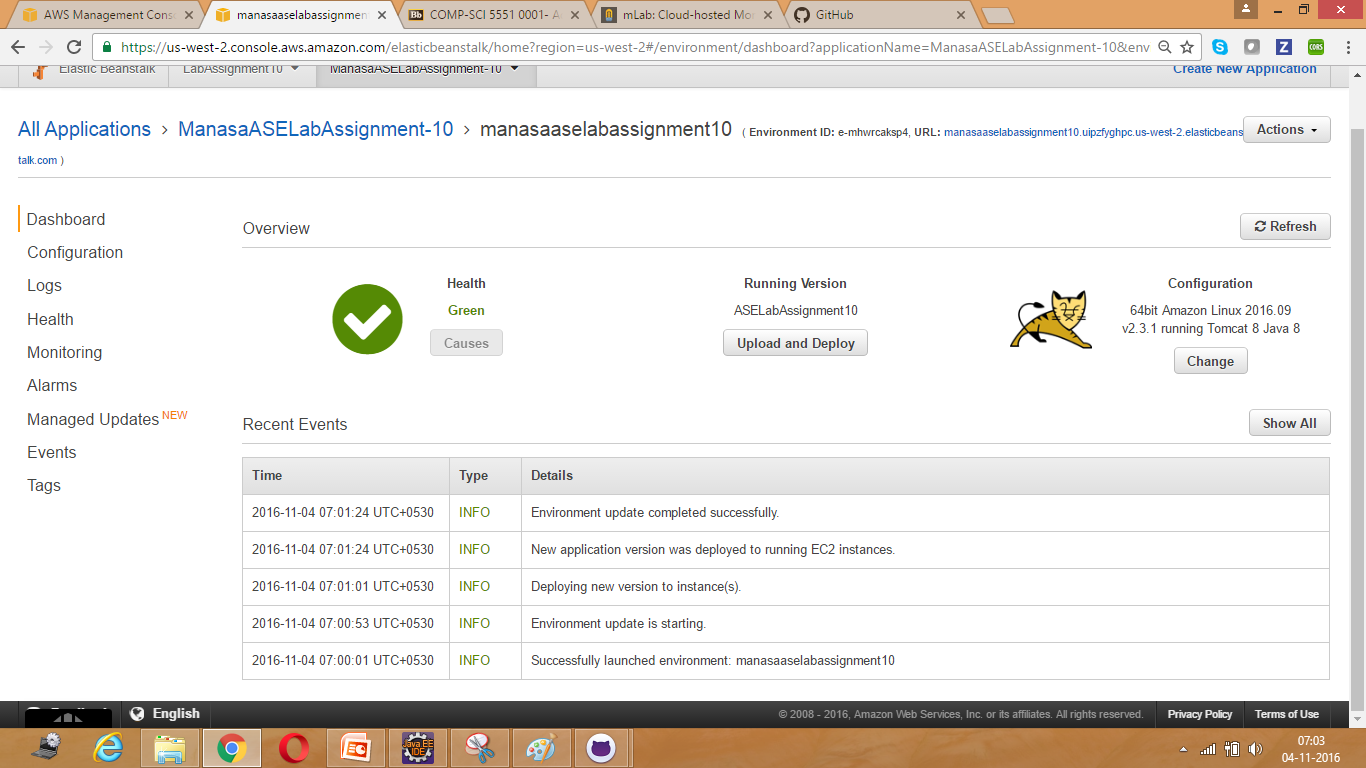 AWS Management Cons
manasaaselabassignmen
COMP-SCI 5551 0001- A
mLab: Cloud-hosted Mo
GitHub
https://us-west-2.console.aws.amazon.com/elasticbeanstalk/home?region=us-west-2#/environment/dashboard?applicationName=ManasaASELabAssignment-10&env
Elastic Beanstalk
LabAssignment10
ManasaASELabAssignment-10
Create New Application
All Applications > ManasaASELabAssignment-10 > manasaaselabassignment10 ( Environment ID: e-mhwrcaksp4, URL: manasaaselabassignment10.uipzfyghpc.us-west-2.elasticbeans
talk.com )
Actions
Dashboard
Configuration
Logs
Health
Monitoring
Alarms
Managed Updates NEW
Events
Tags
Overview
Refresh
Health
Green
Causes
Running Version
ASELabAssignment10
Upload and Deploy
Configuration
64bit Amazon Linux 2016.09
v2.3.1 running Tomcat 8 Java 8
Change
Recent Events
Show All
Time Type Details
2016-11-04 07:01:24 UTC+0530 INFO Environment update completed successfully.
2016-11-04 07:01:24 UTC+0530 INFO New application version was deployed to running EC2 instances.
2016-11-04 07:01:01 UTC+0530 INFO Deploying new version to instance(s).
2016-11-04 07:00:53 UTC+0530 INFO Environment update is starting.
2016-11-04 07:00:01 UTC+0530 INFO Successfully launched environment: manasaaselabassignment10
English
© 2008 - 2016, Amazon Web Services, Inc. or its affiliates. All rights reserved.
Privacy Policy
Terms of Use
Java EE
IDE
07:03
04-11-2016